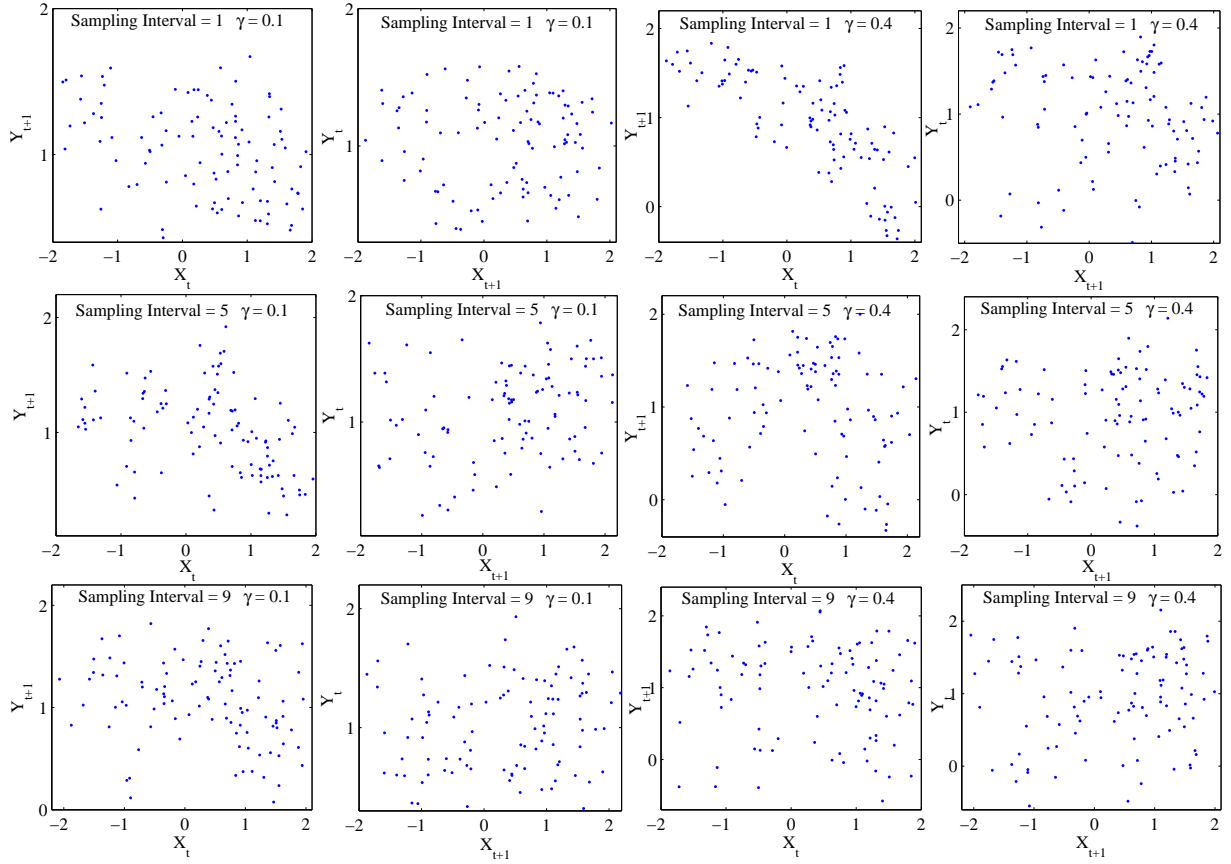 Sampling Interval = 1 γ = 0.1
2
1
Y_{t+1}
−2 −1 0 1 2
X_t
Sampling Interval = 1 γ = 0.1
2
1
Y_t
−2 −1 0 1 2
X_{t+1}
Sampling Interval = 1 γ = 0.4
2
1
0
Y_{t+1}
−2 −1 0 1 2
X_t
Sampling Interval = 1 γ = 0.4
2
1
0
Y_t
−2 −1 0 1 2
X_{t+1}
Sampling Interval = 5 γ = 0.1
2
1
Y_{t+1}
−2 −1 0 1 2
X_t
Sampling Interval = 5 γ = 0.1
2
1
Y_t
−2 −1 0 1 2
X_{t+1}
Sampling Interval = 5 γ = 0.4
2
1
0
Y_{t+1}
−2 −1 0 1 2
X_t
Sampling Interval = 5 γ = 0.4
2
1
0
Y_t
−2 −1 0 1 2
X_{t+1}
Sampling Interval = 9 γ = 0.1
2
1
0
Y_{t+1}
−2 −1 0 1 2
X_t
Sampling Interval = 9 γ = 0.1
2
1
Y_t
−2 −1 0 1 2
X_{t+1}
Sampling Interval = 9 γ = 0.4
2
1
0
Y_{t+1}
−2 −1 0 1 2
X_t
Sampling Interval = 9 γ = 0.4
2
1
0
Y_t
−2 −1 0 1 2
X_{t+1}